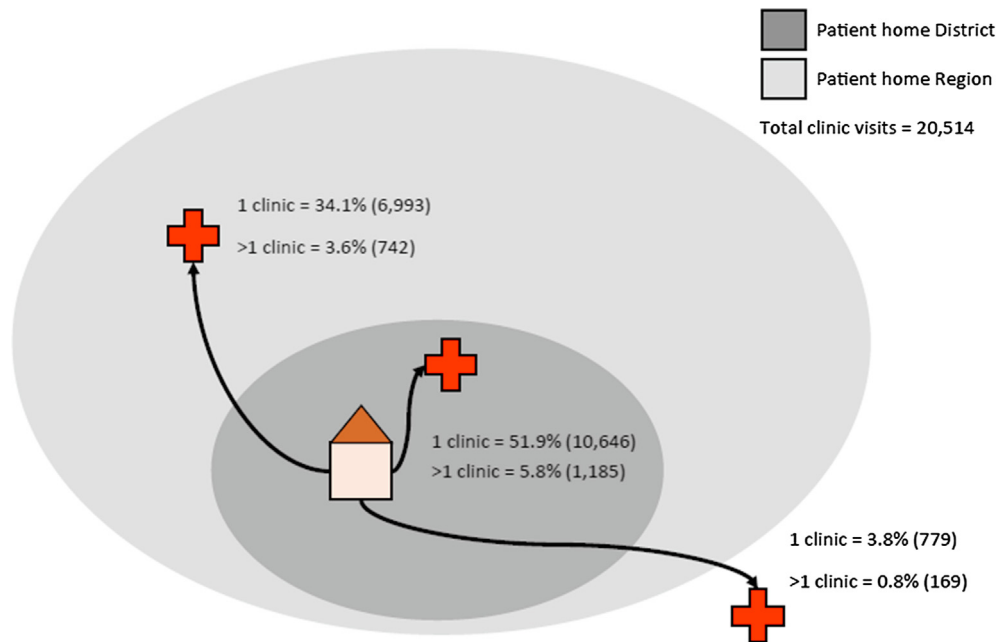 Patient home District
Patient home Region
Total clinic visits = 20,514
1 clinic = 34.1% (6,993)
>1 clinic = 3.6% (742)
1 clinic = 51.9% (10,646)
>1 clinic = 5.8% (1,185)
1 clinic = 3.8% (779)
>1 clinic = 0.8% (169)